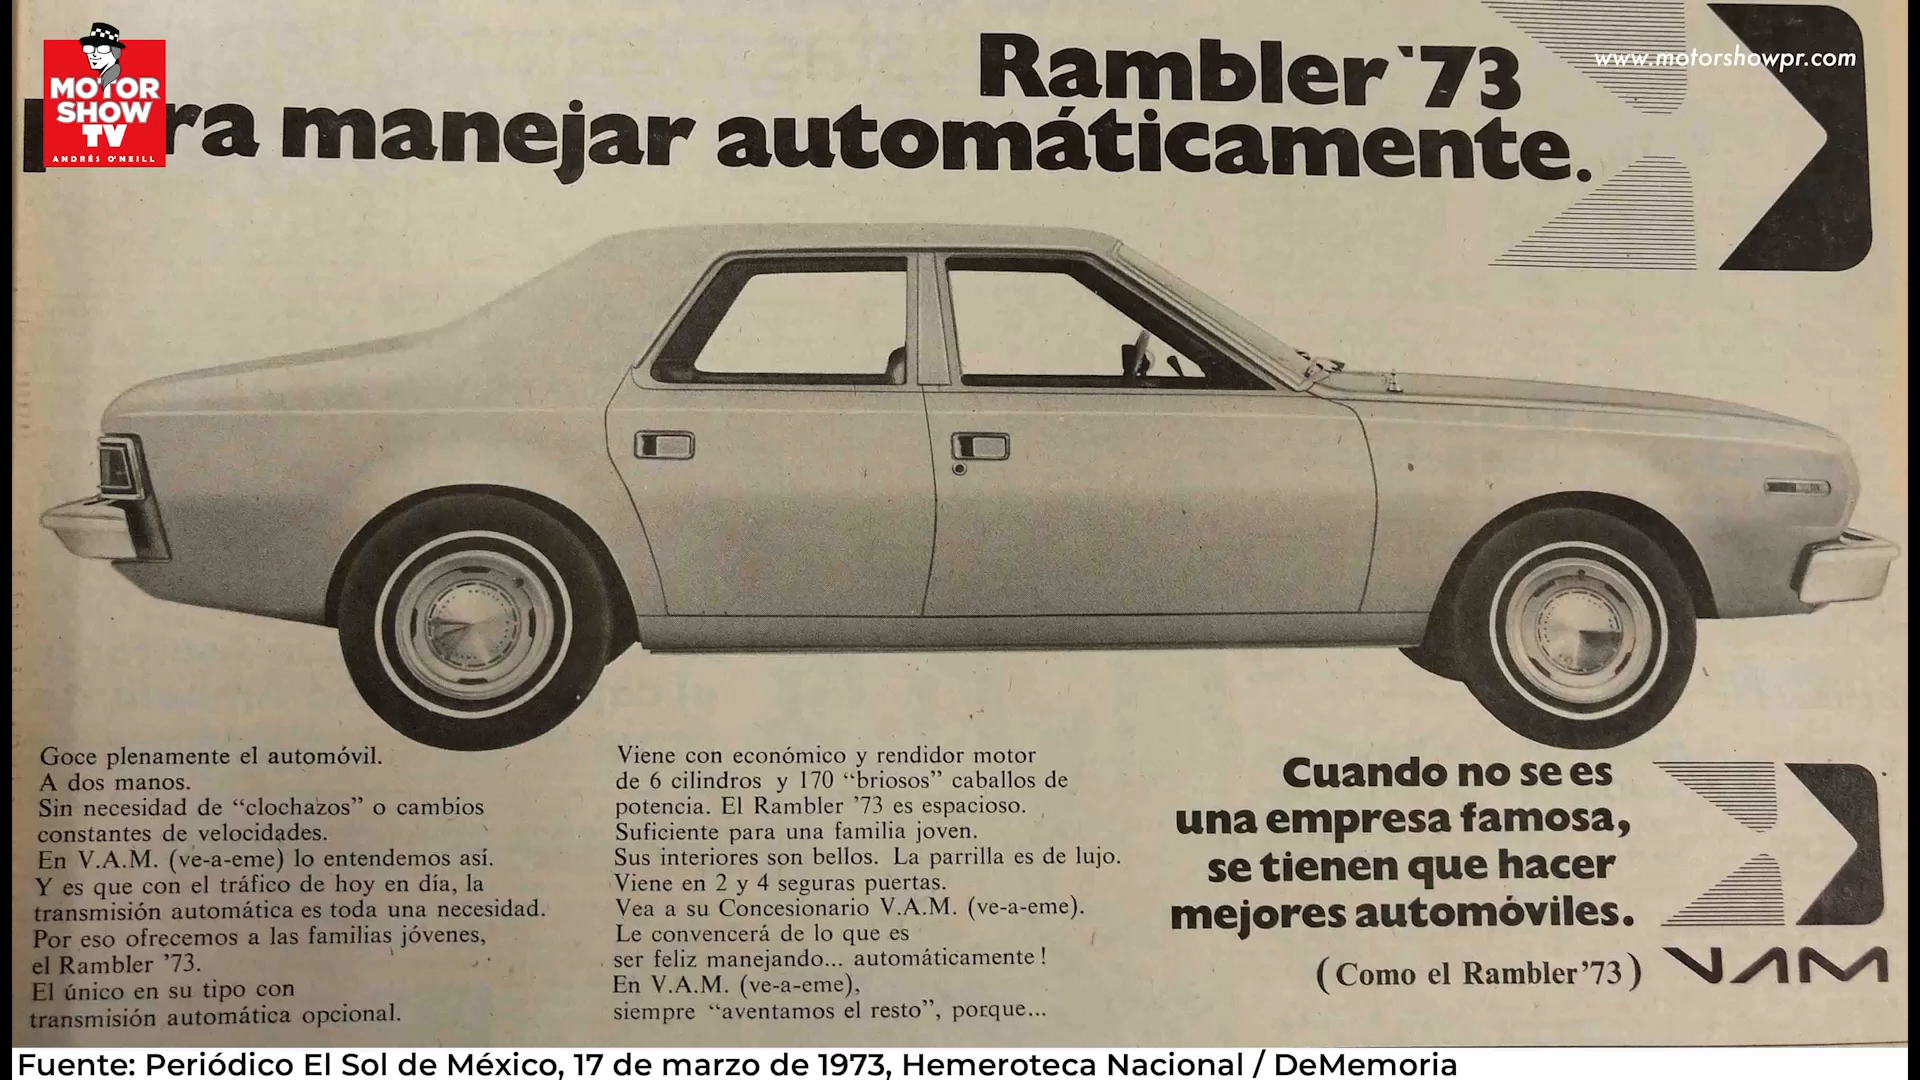 MOTOR
SHOW
TV
ANDRÉS O'NEILL
www.motorshowpr.com
Rambler '73
para manejar automáticamente.
Goce plenamente el automóvil.
A dos manos.
Sin necesidad de “clochazos” o cambios
constantes de velocidades.
En V.A.M. (ve-a-eme) lo entendemos así.
Y es que con el tráfico de hoy en día, la
transmisión automática es toda una necesidad.
Por eso ofrecemos a las familias jóvenes,
el Rambler '73.
El único en su tipo con
transmisión automática opcional.
Viene con económico y rendidor motor
de 6 cilindros y 170 “briosos” caballos de
potencia. El Rambler '73 es espacioso.
Suficiente para una familia joven.
Sus interiores son bellos. La parrilla es de lujo.
Viene en 2 y 4 seguras puertas.
Vea a su Concesionario V.A.M. (ve-a-eme).
Le convencerá de lo que es
ser feliz manejando... automáticamente!
En V.A.M. (ve-a-eme),
siempre “aventamos el resto”, porque...
Cuando no se es
una empresa famosa,
se tienen que hacer
mejores automóviles.
(Como el Rambler'73)
VAM
Fuente: Periódico El Sol de México, 17 de marzo de 1973, Hemeroteca Nacional / DeMemoria